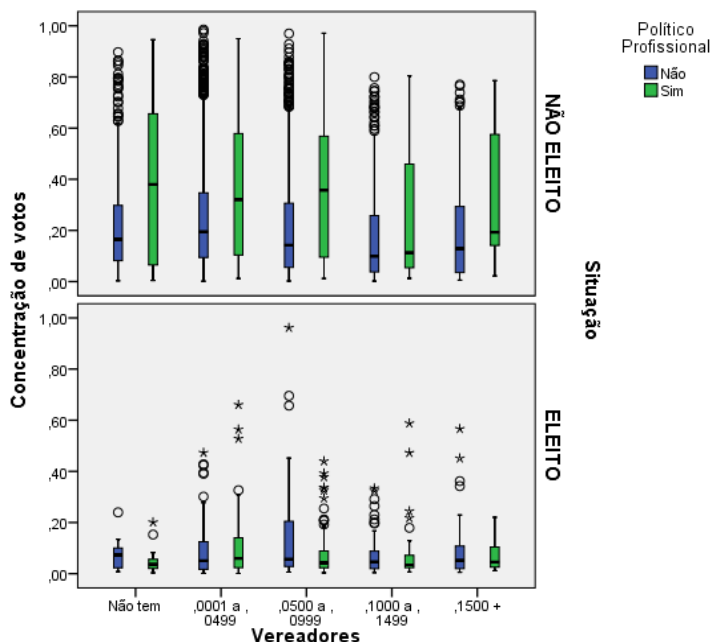 Político
Profissional
Não
Sim
Concentração de votos
1,00
,80
,60
,40
,20
,00
NÃO ELEITO
1,00
,80
,60
,40
,20
,00
ELEITO
Situação
Não tem
,0001 a ,
0499
,0500 a ,
0999
,1000 a ,
1499
,1500 +
Vereadores